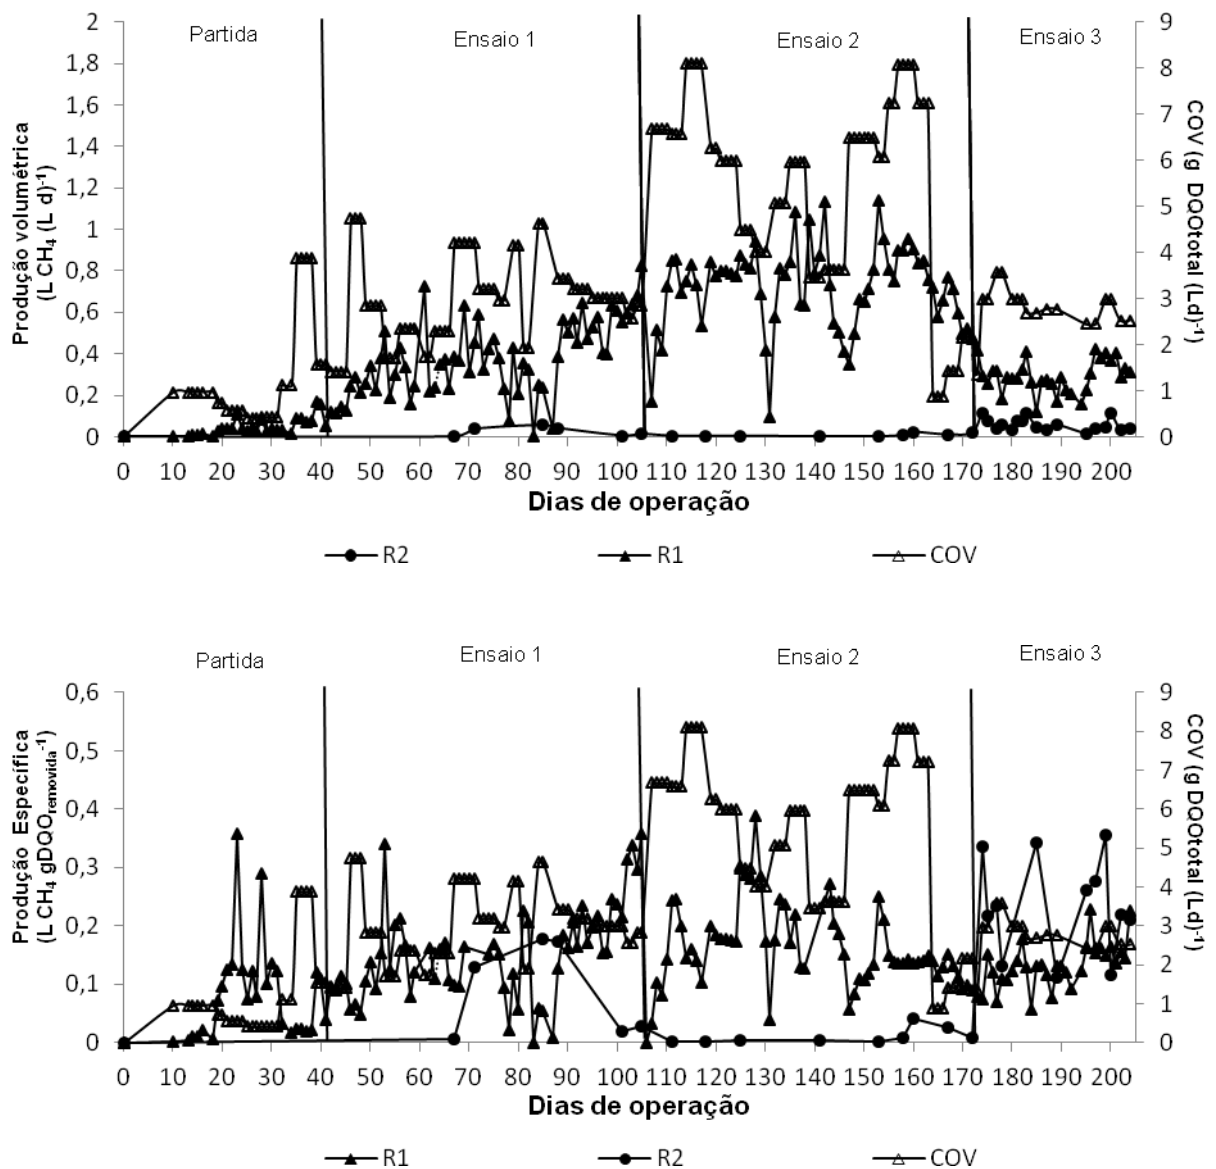 Partida Ensaio 1 Ensaio 2 Ensaio 3
Produção volumétrica
(L CH₄ (L d)⁻¹)
2
1,8
1,6
1,4
1,2
1
0,8
0,6
0,4
0,2
0
9
8
7
6
5
4
3
2
1
0
COV (g DQOtotal (Ld)⁻¹)
0 10 20 30 40 50 60 70 80 90 100 110 120 130 140 150 160 170 180 190 200
Dias de operação
R2 R1 COV
Partida Ensaio 1 Ensaio 2 Ensaio 3
Produção Específica
(L CH₄ gDQOremovida⁻¹)
0,6
0,5
0,4
0,3
0,2
0,1
0
9
8
7
6
5
4
3
2
1
0
COV (g DQOtotal (Ld)⁻¹)
0 10 20 30 40 50 60 70 80 90 100 110 120 130 140 150 160 170 180 190 200
Dias de operação
R1 R2 COV